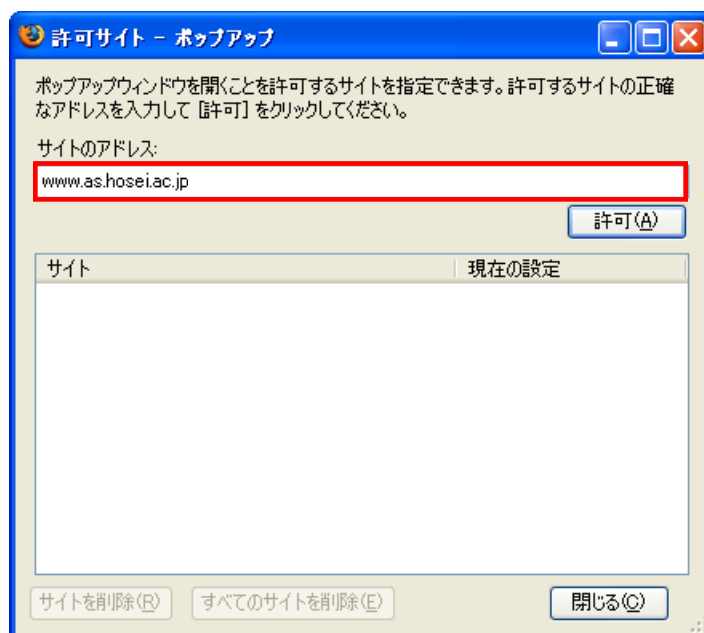 許可サイト - ポップアップ
ポップアップウィンドウを開くことを許可するサイトを指定できます。許可するサイトの正確
なアドレスを入力して [許可] をクリックしてください。
サイトのアドレス:
www.as.hosei.ac.jp
許可(A)
サイト 現在の設定
サイトを削除(R) すべてのサイトを削除(E) 閉じる(C)